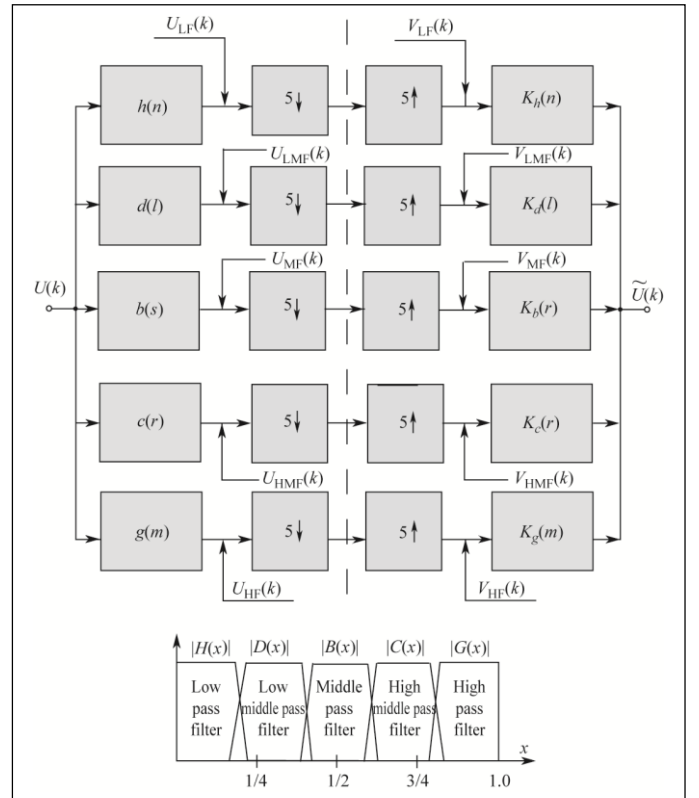 U_LF(k) V_LF(k)
h(n) 5↓ 5↑ K_h(n)
U_LMF(k) V_LMF(k)
d(l) 5↓ 5↑ K_d(l)
U_MF(k) V_MF(k)
U(k) b(s) 5↓ 5↑ K_b(r) Ũ(k)
c(r) 5↓ 5↑ K_c(r)
U_HMF(k) V_HMF(k)
g(m) 5↓ 5↑ K_g(m)
U_HF(k) V_HF(k)
|H(x)| |D(x)| |B(x)| |C(x)| |G(x)|
Low Low Middle High High
pass middle pass pass middle pass pass
filter filter filter filter filter
x
1/4 1/2 3/4 1.0